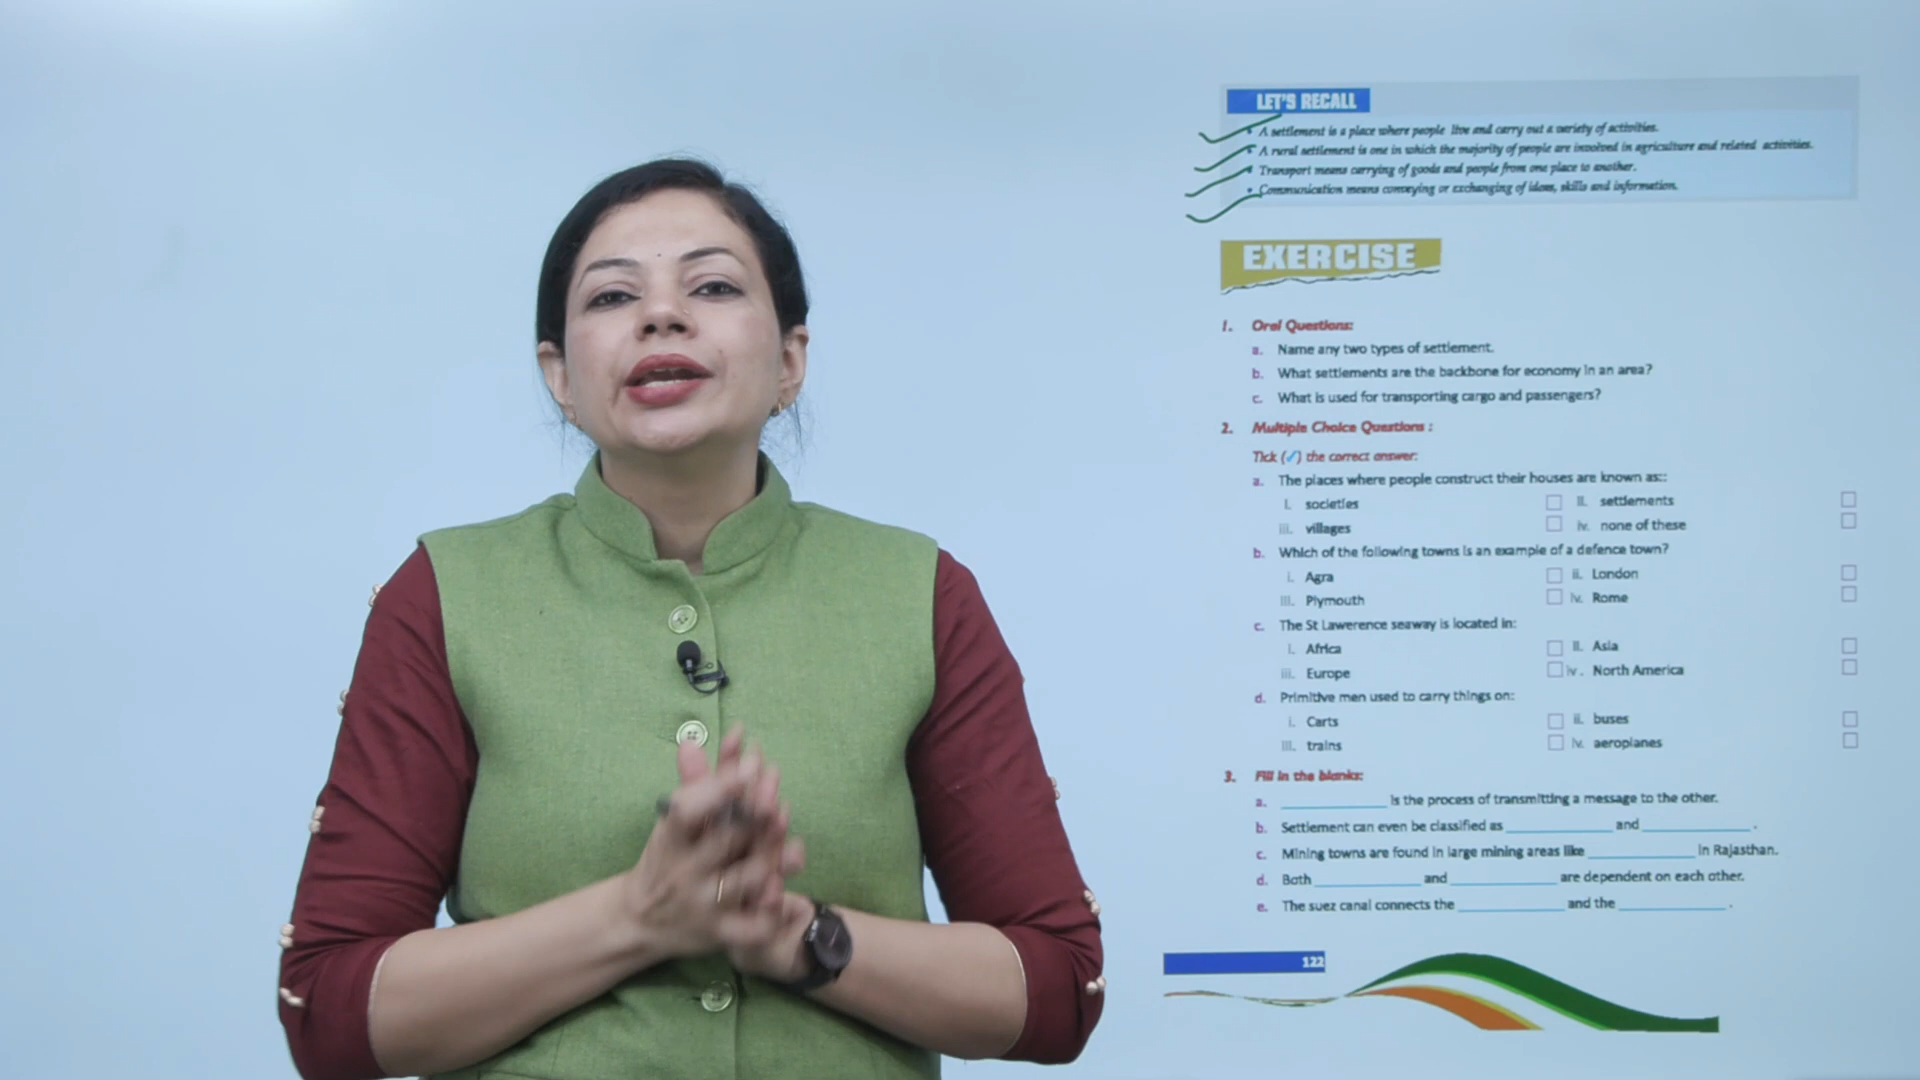 LET'S RECALL
• A settlement is a place where people live and carry out a variety of activities.
• A rural settlement is one in which the majority of people are involved in agriculture and related activities.
• Transport means carrying of goods and people from one place to another.
• Communication means conveying or exchanging of ideas, skills and information.
EXERCISE
1. Oral Questions:
a. Name any two types of settlement.
b. What settlements are the backbone for economy in an area?
c. What is used for transporting cargo and passengers?
2. Multiple Choice Questions :
Tick (✓) the correct answer:
a. The places where people construct their houses are known as::
i. societies ii. settlements
iii. villages iv. none of these
b. Which of the following towns is an example of a defence town?
i. Agra ii. London
iii. Plymouth iv. Rome
c. The St Lawerence seaway is located in:
i. Africa ii. Asia
iii. Europe iv. North America
d. Primitive men used to carry things on:
i. Carts ii. buses
iii. trains iv. aeroplanes
3. Fill in the blanks:
a. ____________ is the process of transmitting a message to the other.
b. Settlement can even be classified as ____________ and ____________ .
c. Mining towns are found in large mining areas like ____________ in Rajasthan.
d. Both ____________ and ____________ are dependent on each other.
e. The suez canal connects the ____________ and the ____________ .
122